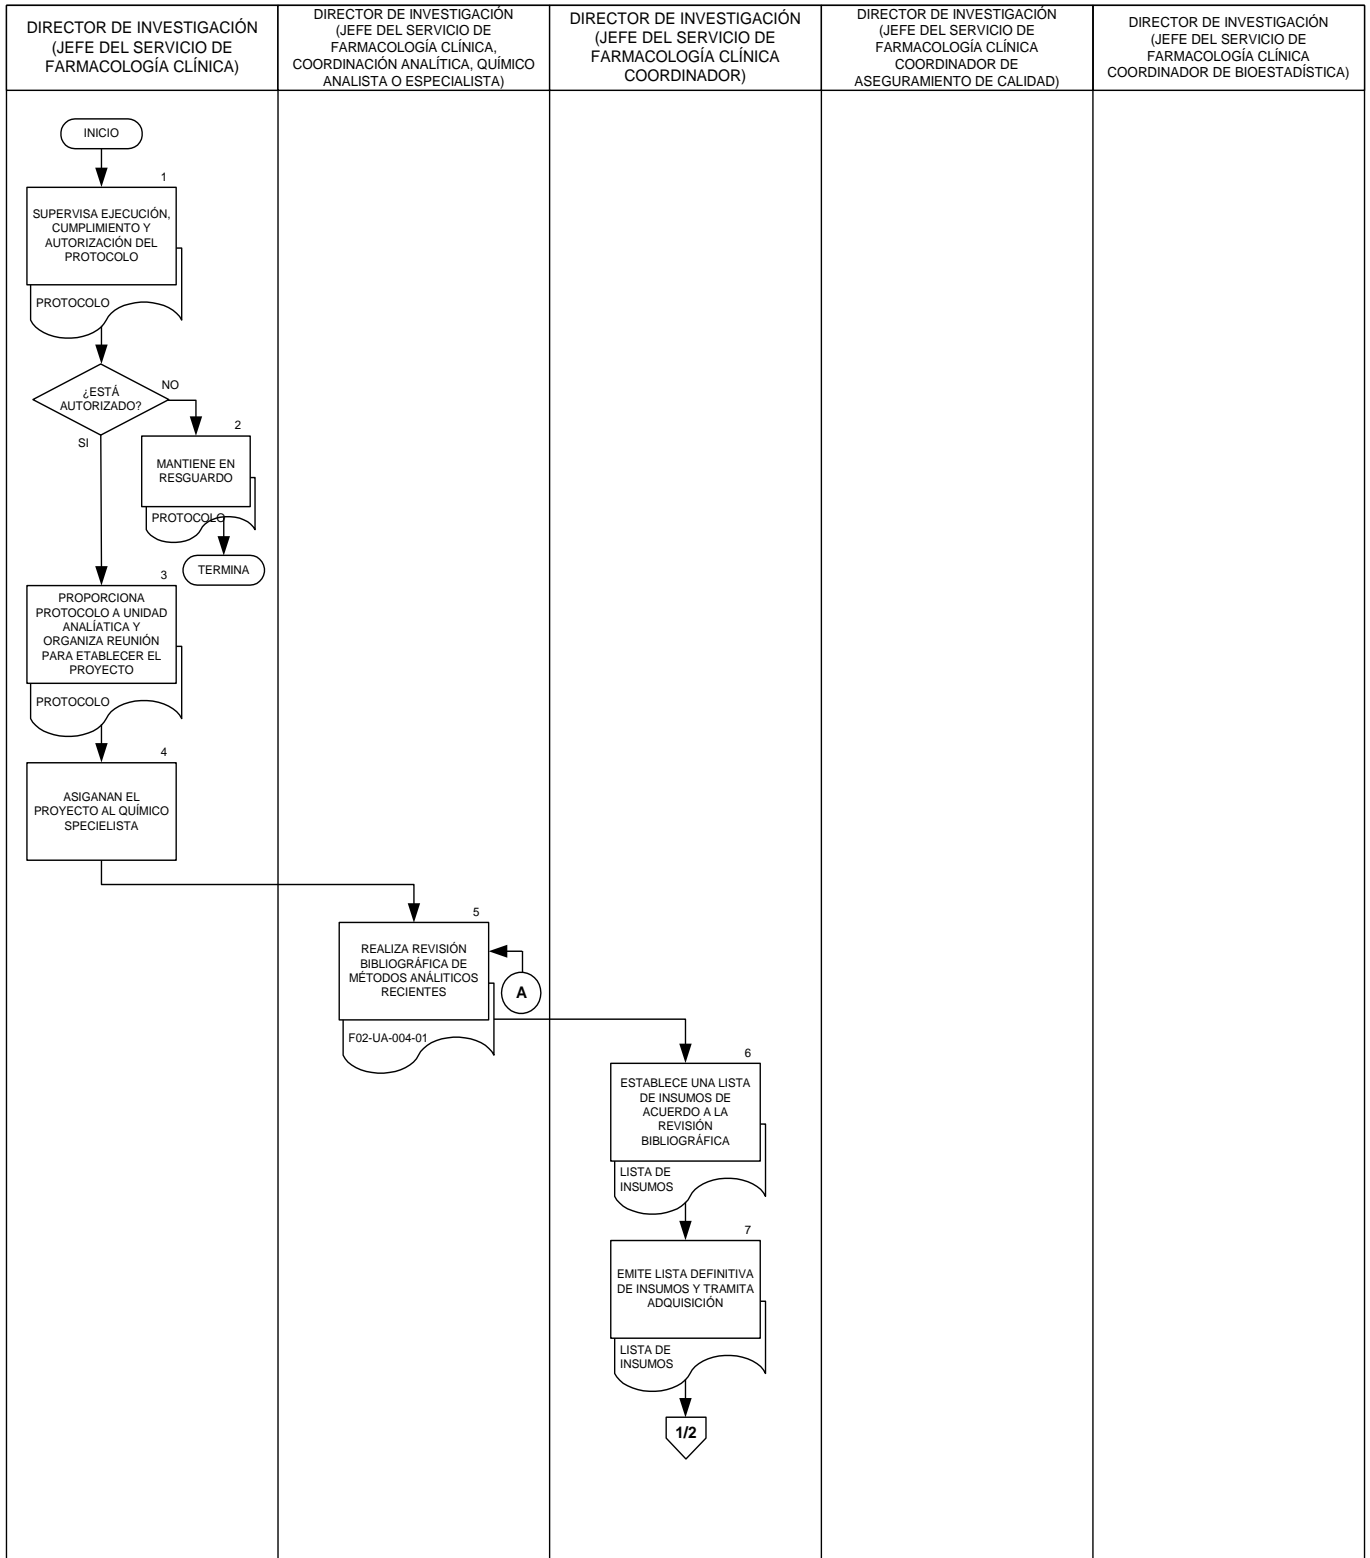 DIRECTOR DE INVESTIGACIÓN
(JEFE DEL SERVICIO DE
FARMACOLOGÍA CLÍNICA)
DIRECTOR DE INVESTIGACIÓN
(JEFE DEL SERVICIO DE
FARMACOLOGÍA CLÍNICA,
COORDINACIÓN ANALÍTICA, QUÍMICO
ANALISTA O ESPECIALISTA)
DIRECTOR DE INVESTIGACIÓN
(JEFE DEL SERVICIO DE
FARMACOLOGÍA CLÍNICA
COORDINADOR)
DIRECTOR DE INVESTIGACIÓN
(JEFE DEL SERVICIO DE
FARMACOLOGÍA CLÍNICA
COORDINADOR DE
ASEGURAMIENTO DE CALIDAD)
DIRECTOR DE INVESTIGACIÓN
(JEFE DEL SERVICIO DE
FARMACOLOGÍA CLÍNICA
COORDINADOR DE BIOESTADÍSTICA)
INICIO
1
SUPERVISA EJECUCIÓN,
CUMPLIMIENTO Y
AUTORIZACIÓN DEL
PROTOCOLO
PROTOCOLO
¿ESTÁ
AUTORIZADO?
NO
SI
2
MANTIENE EN
RESGUARDO
PROTOCOLO
TERMINA
3
PROPORCIONA
PROTOCOLO A UNIDAD
ANALÍATICA Y
ORGANIZA REUNIÓN
PARA ETABLECER EL
PROYECTO
PROTOCOLO
4
ASIGANAN EL
PROYECTO AL QUÍMICO
SPECIELISTA
5
REALIZA REVISIÓN
BIBLIOGRÁFICA DE
MÉTODOS ANÁLITICOS
RECIENTES
A
F02-UA-004-01
6
ESTABLECE UNA LISTA
DE INSUMOS DE
ACUERDO A LA
REVISIÓN
BIBLIOGRÁFICA
LISTA DE
INSUMOS
7
EMITE LISTA DEFINITIVA
DE INSUMOS Y TRAMITA
ADQUISICIÓN
LISTA DE
INSUMOS
1/2